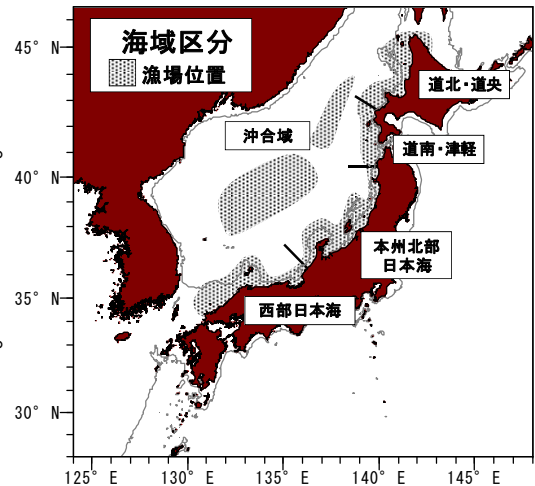 海域区分
漁場位置
道北・道央
沖合域
道南・津軽
本州北部
日本海
西部日本海
45° N
40° N
35° N
30° N
125° E
130° E
135° E
140° E
145° E